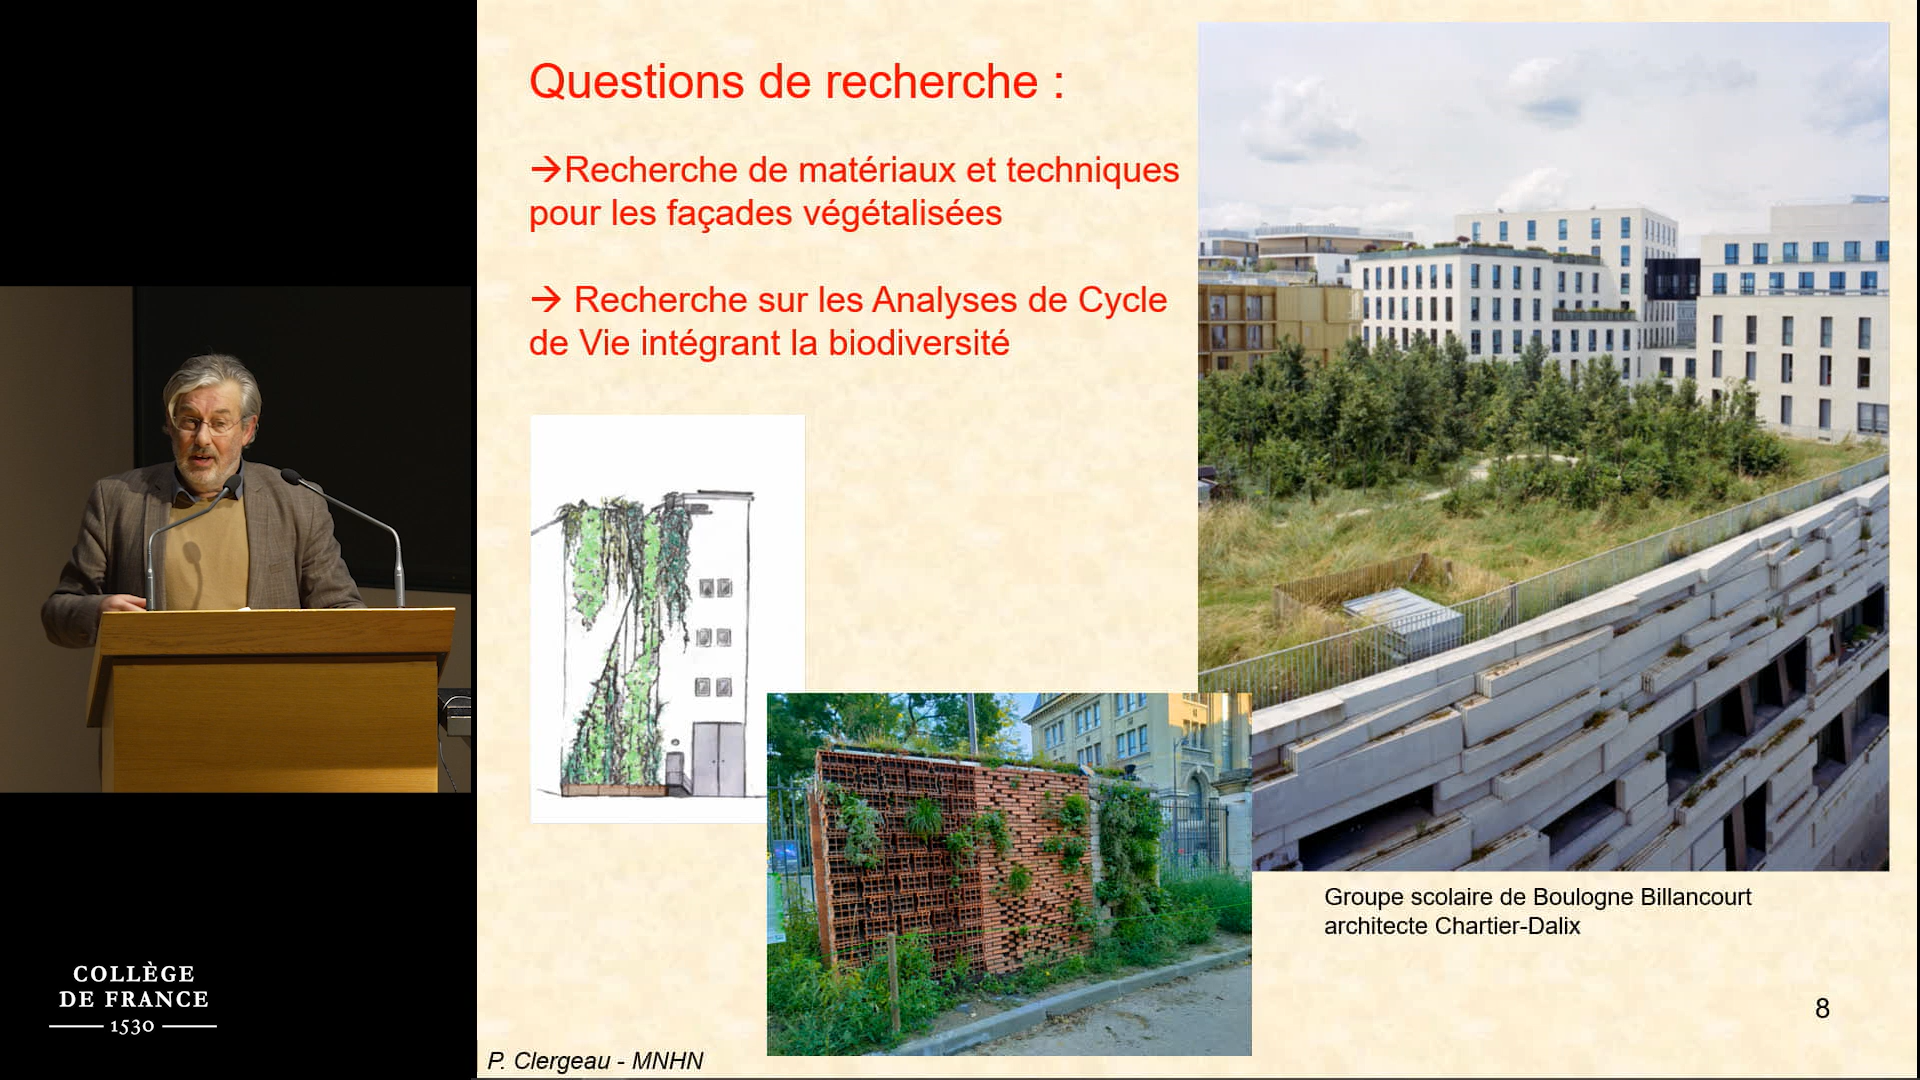 Questions de recherche :
→Recherche de matériaux et techniques
pour les façades végétalisées
→ Recherche sur les Analyses de Cycle
de Vie intégrant la biodiversité
Groupe scolaire de Boulogne Billancourt
architecte Chartier-Dalix
8
P. Clergeau - MNHN
COLLÈGE
DE FRANCE
1530